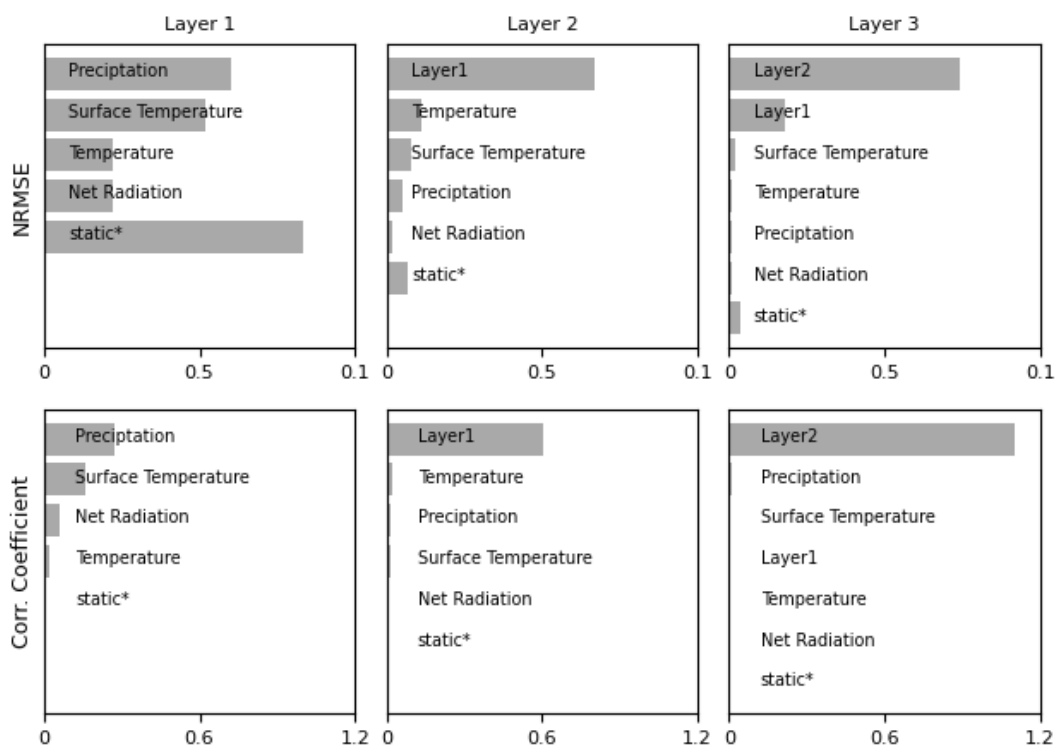 Layer 1
Layer 2
Layer 3
NRMSE
Preciptation
Surface Temperature
Temperature
Net Radiation
static*
0 0.5 0.1
Layer1
Temperature
Surface Temperature
Preciptation
Net Radiation
static*
0 0.6 1.2
Layer2
Layer1
Surface Temperature
Temperature
Preciptation
Net Radiation
static*
0 0.5 0.1
Corr. Coefficient
Preciptation
Surface Temperature
Net Radiation
Temperature
static*
0 0.6 1.2
Layer1
Temperature
Preciptation
Surface Temperature
Net Radiation
static*
0 0.6 1.2
Layer2
Preciptation
Surface Temperature
Layer1
Temperature
Net Radiation
static*
0 0.6 1.2